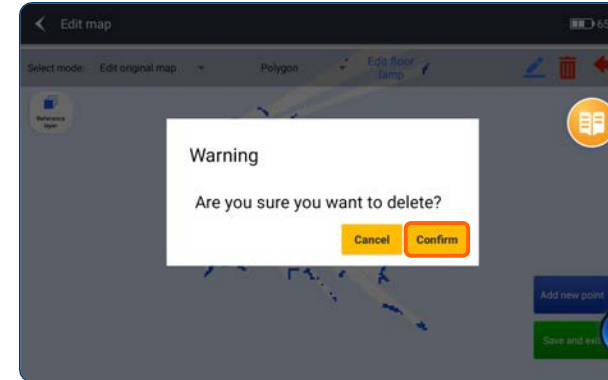 Edit map
65
Select mode:
Edit original map
Polygon
Edit floor
lamp
Reference
layer
Warning
Are you sure you want to delete?
Cancel
Confirm
Add new point
Save and exit